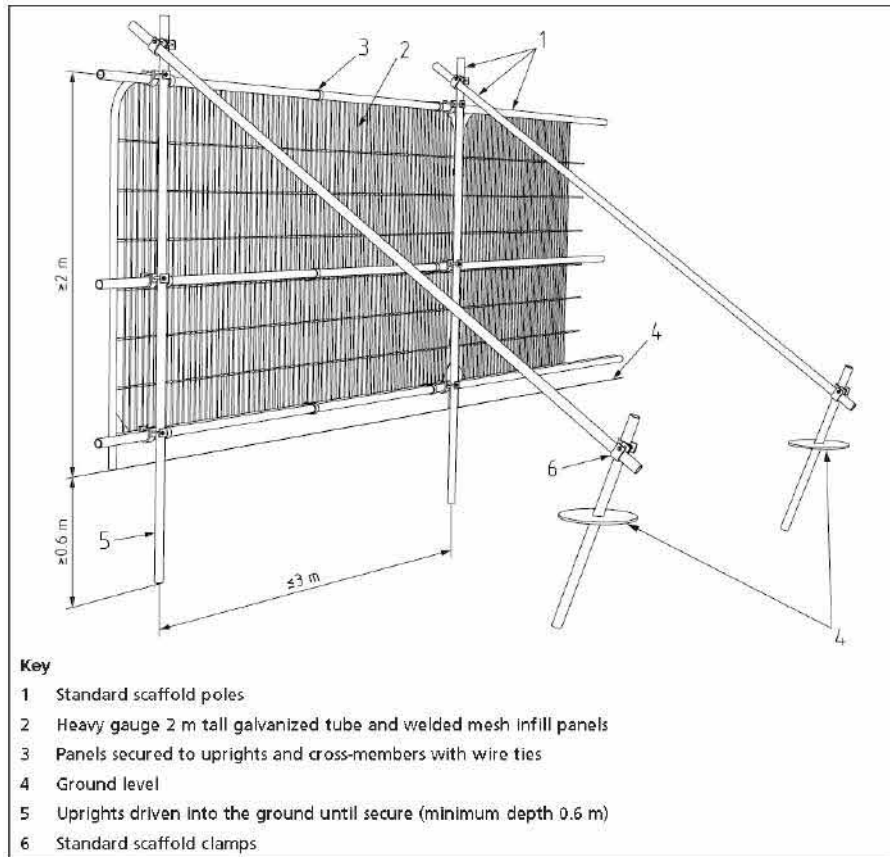 3
2
1
≥2 m
4
6
5
≥0.6 m
≤3 m
4
Key
1 Standard scaffold poles
2 Heavy gauge 2 m tall galvanized tube and welded mesh infill panels
3 Panels secured to uprights and cross-members with wire ties
4 Ground level
5 Uprights driven into the ground until secure (minimum depth 0.6 m)
6 Standard scaffold clamps